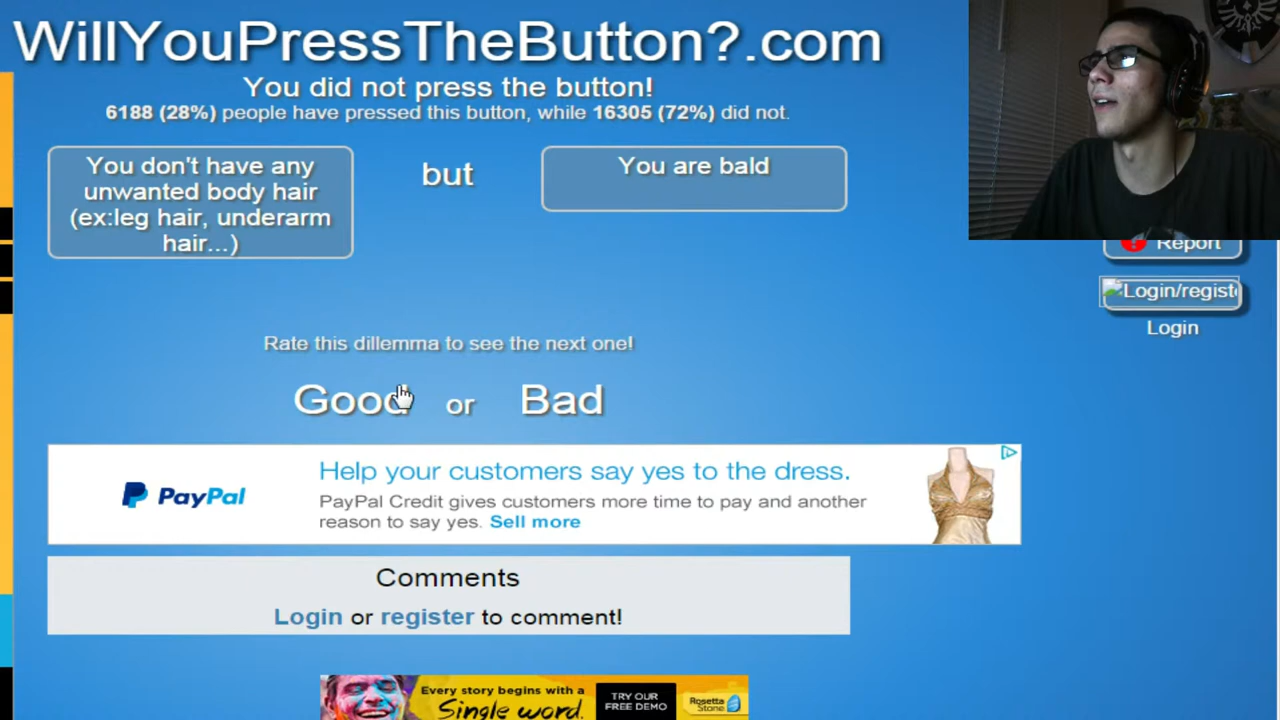 WillYouPressTheButton?.com
You did not press the button!
6188 (28%) people have pressed this button, while 16305 (72%) did not.
You don't have any
unwanted body hair
(ex:leg hair, underarm
hair...)
but
You are bald
Report
Login/registe
Login
Rate this dillemma to see the next one!
Good or Bad
PayPal
Help your customers say yes to the dress.
PayPal Credit gives customers more time to pay and another
reason to say yes. Sell more
Comments
Login or register to comment!
Every story begins with a
Single word.
TRY OUR
FREE DEMO
Rosetta
Stone